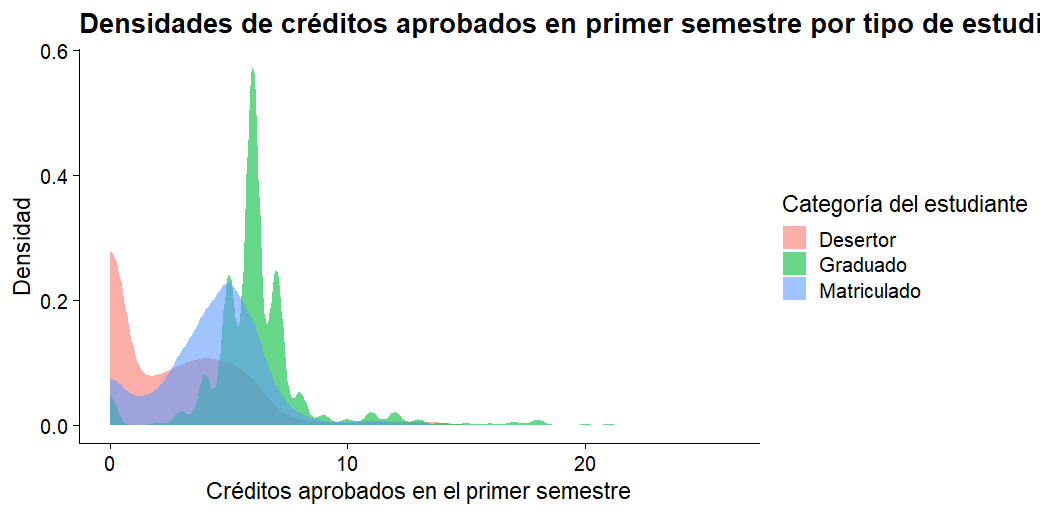 Densidades de créditos aprobados en primer semestre por tipo de estudi
0.6
0.4
0.2
0.0
Densidad
0
10
20
Créditos aprobados en el primer semestre
Categoría del estudiante
Desertor
Graduado
Matriculado